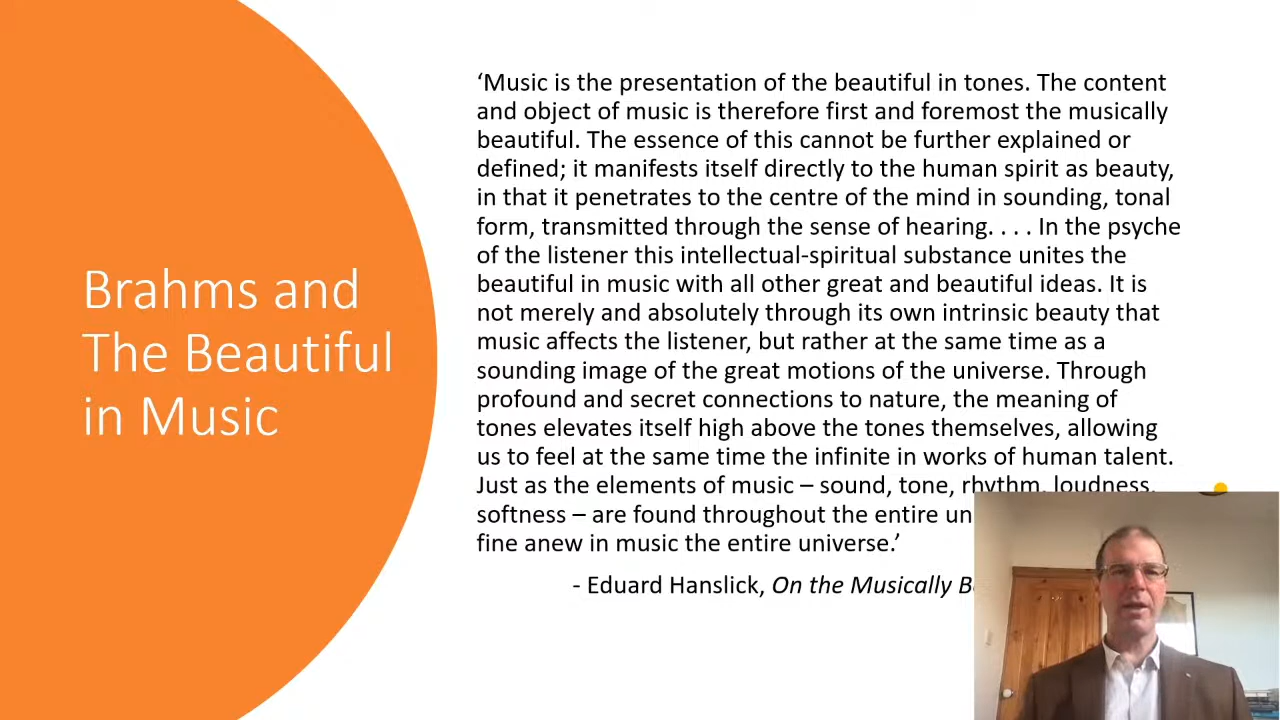 Brahms and
The Beautiful
in Music
‘Music is the presentation of the beautiful in tones. The content
and object of music is therefore first and foremost the musically
beautiful. The essence of this cannot be further explained or
defined; it manifests itself directly to the human spirit as beauty,
in that it penetrates to the centre of the mind in sounding, tonal
form, transmitted through the sense of hearing. . . . In the psyche
of the listener this intellectual-spiritual substance unites the
beautiful in music with all other great and beautiful ideas. It is
not merely and absolutely through its own intrinsic beauty that
music affects the listener, but rather at the same time as a
sounding image of the great motions of the universe. Through
profound and secret connections to nature, the meaning of
tones elevates itself high above the tones themselves, allowing
us to feel at the same time the infinite in works of human talent.
Just as the elements of music – sound, tone, rhythm, loudness,
softness – are found throughout the entire
fine anew in music the entire universe.’
- Eduard Hanslick, On the Musically